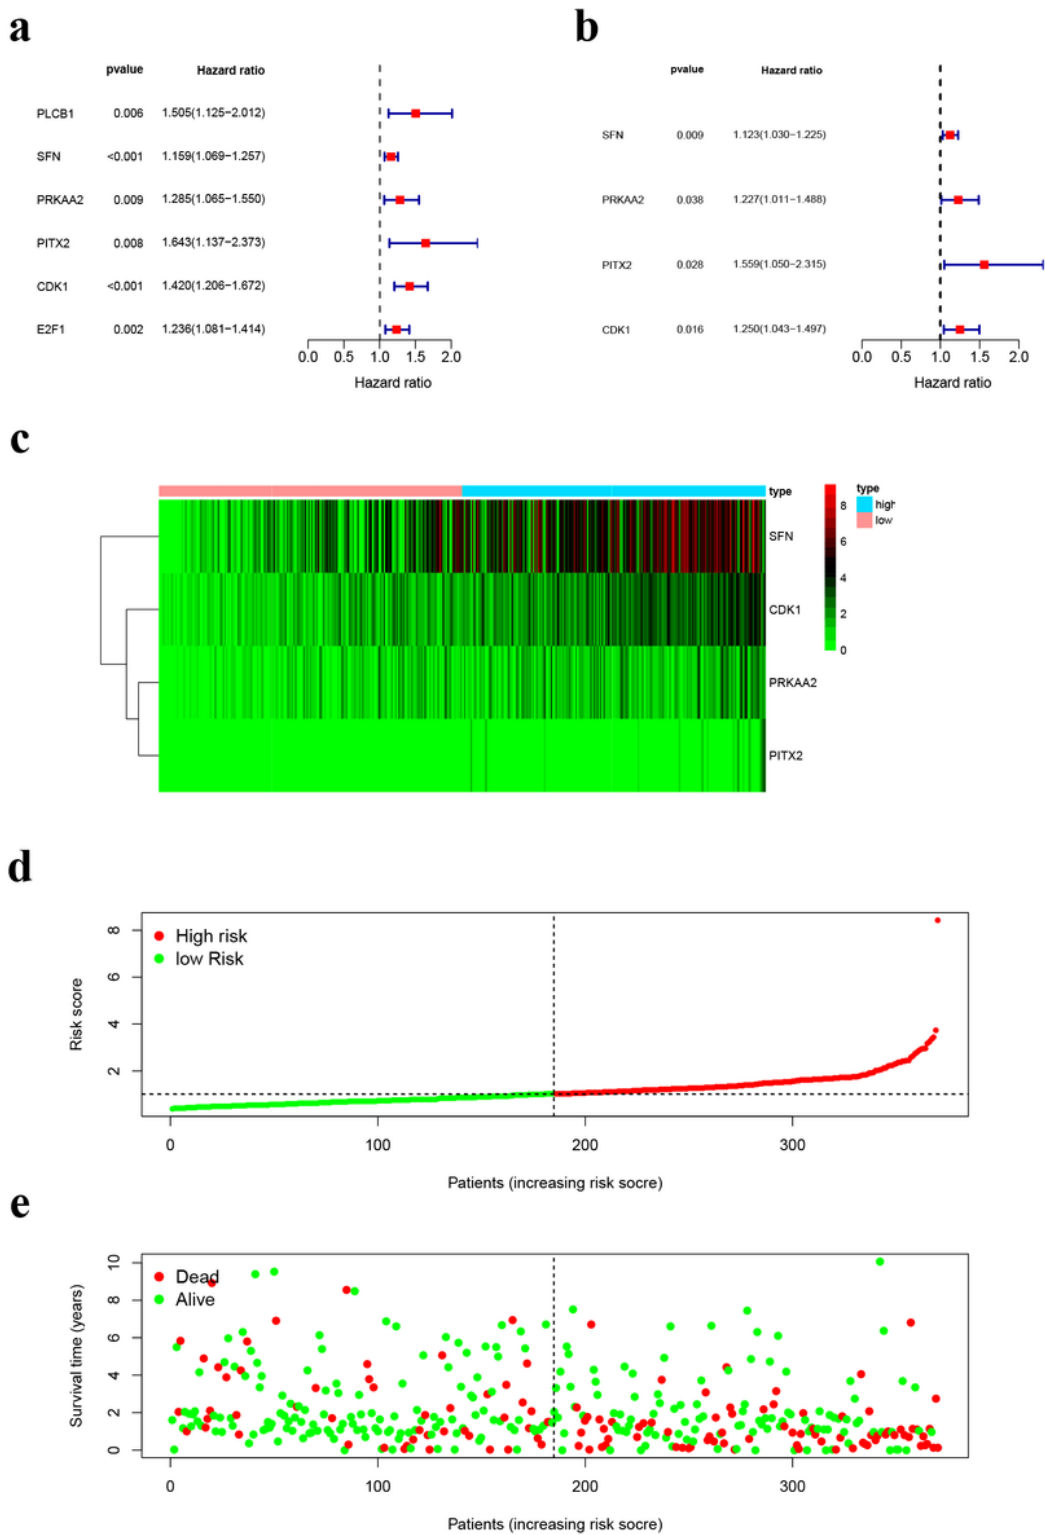 a
pvalue Hazard ratio
PLCB1 0.006 1.505(1.125−2.012)
SFN <0.001 1.159(1.069−1.257)
PRKAA2 0.009 1.285(1.065−1.550)
PITX2 0.008 1.643(1.137−2.373)
CDK1 <0.001 1.420(1.206−1.672)
E2F1 0.002 1.236(1.081−1.414)
0.0 0.5 1.0 1.5 2.0
Hazard ratio
b
pvalue Hazard ratio
SFN 0.009 1.123(1.030−1.225)
PRKAA2 0.038 1.227(1.011−1.488)
PITX2 0.028 1.559(1.050−2.315)
CDK1 0.016 1.250(1.043−1.497)
0.0 0.5 1.0 1.5 2.0
Hazard ratio
c
type
SFN
CDK1
PRKAA2
PITX2
8
6
4
2
0
type
high
low
d
High risk
low Risk
Risk score
8
6
4
2
0 100 200 300
Patients (increasing risk socre)
e
Dead
Alive
Survival time (years)
10
8
6
4
2
0
0 100 200 300
Patients (increasing risk socre)